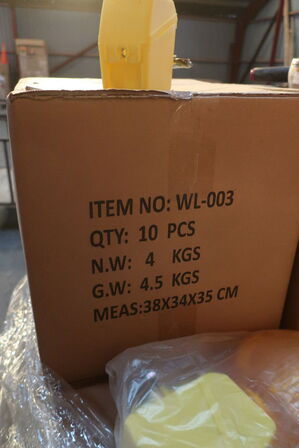 ITEM NO: WL-003
QTY: 10 PCS
N.W: 4 KGS
G.W: 4.5 KGS
MEAS:38X34X35 CM